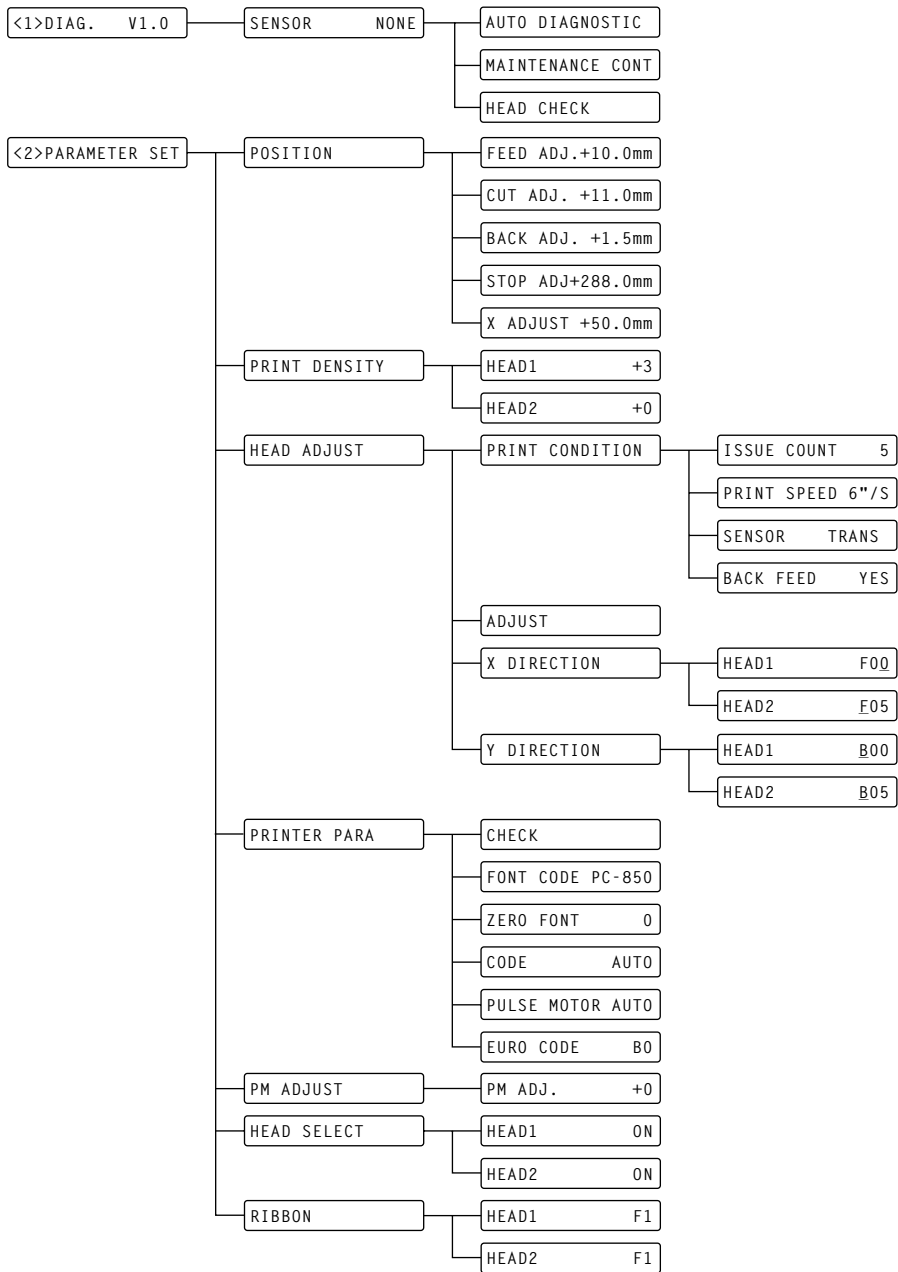 <1>DIAG. V1.0
SENSOR NONE
AUTO DIAGNOSTIC
MAINTENANCE CONT
HEAD CHECK
<2>PARAMETER SET
POSITION
FEED ADJ.+10.0mm
CUT ADJ. +11.0mm
BACK ADJ. +1.5mm
STOP ADJ+288.0mm
X ADJUST +50.0mm
PRINT DENSITY
HEAD1 +3
HEAD2 +0
HEAD ADJUST
PRINT CONDITION
ISSUE COUNT 5
PRINT SPEED 6"/S
SENSOR TRANS
BACK FEED YES
ADJUST
X DIRECTION
HEAD1 F00
HEAD2 F05
Y DIRECTION
HEAD1 B00
HEAD2 B05
PRINTER PARA
CHECK
FONT CODE PC-850
ZERO FONT 0
CODE AUTO
PULSE MOTOR AUTO
EURO CODE B0
PM ADJUST
PM ADJ. +0
HEAD SELECT
HEAD1 ON
HEAD2 ON
RIBBON
HEAD1 F1
HEAD2 F1